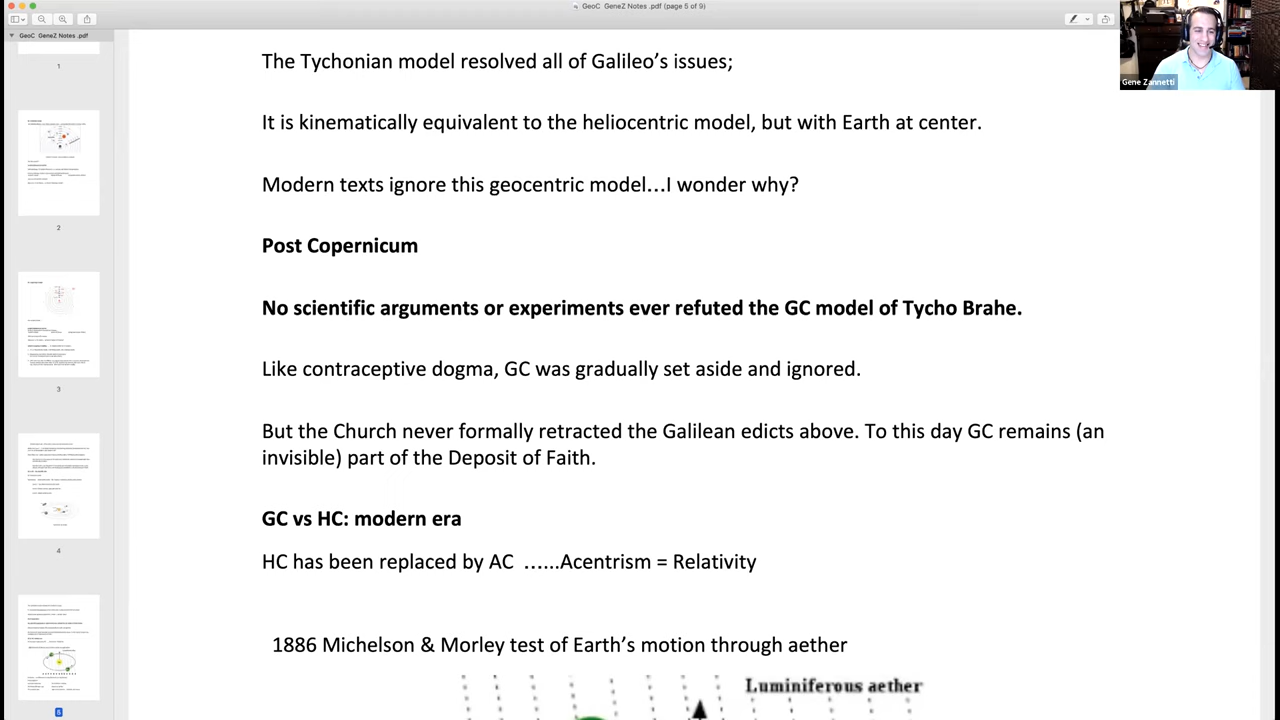 GeoC GeneZ Notes .pdf (page 5 of 9)
GeoC GeneZ Notes .pdf
Gene Zannetti
The Tychonian model resolved all of Galileo's issues;
It is kinematically equivalent to the heliocentric model, but with Earth at center.
Modern texts ignore this geocentric model…I wonder why?
Post Copernicum
No scientific arguments or experiments ever refuted the GC model of Tycho Brahe.
Like contraceptive dogma, GC was gradually set aside and ignored.
But the Church never formally retracted the Galilean edicts above. To this day GC remains (an
invisible) part of the Deposit of Faith.
GC vs HC: modern era
HC has been replaced by AC ……Acentrism = Relativity
1886 Michelson & Morley test of Earth's motion through aether
Luminiferous aether
1
2
3
4
5